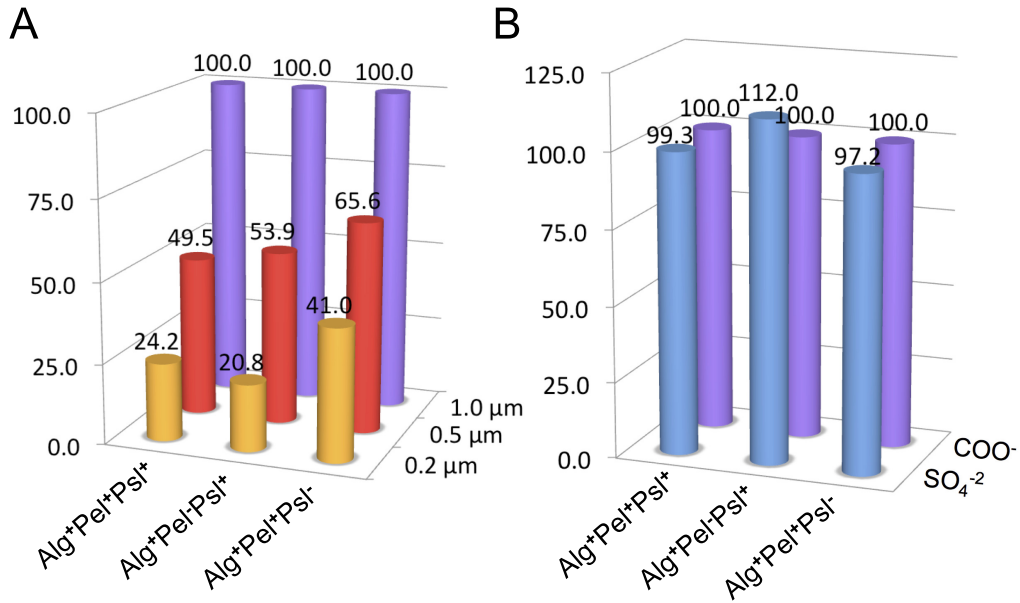 A
100.0 100.0 100.0
100.0
75.0
50.0
25.0
0.0
49.5 53.9 65.6
24.2 20.8 41.0
1.0 µm
0.5 µm
0.2 µm
Alg⁺Pel⁺Psl⁺
Alg⁺Pel⁻Psl⁺
Alg⁺Pel⁺Psl⁻
B
125.0
100.0
75.0
50.0
25.0
0.0
100.0 100.0 100.0
99.3 112.0 97.2
COO⁻
SO₄⁻²
Alg⁺Pel⁺Psl⁺
Alg⁺Pel⁻Psl⁺
Alg⁺Pel⁺Psl⁻